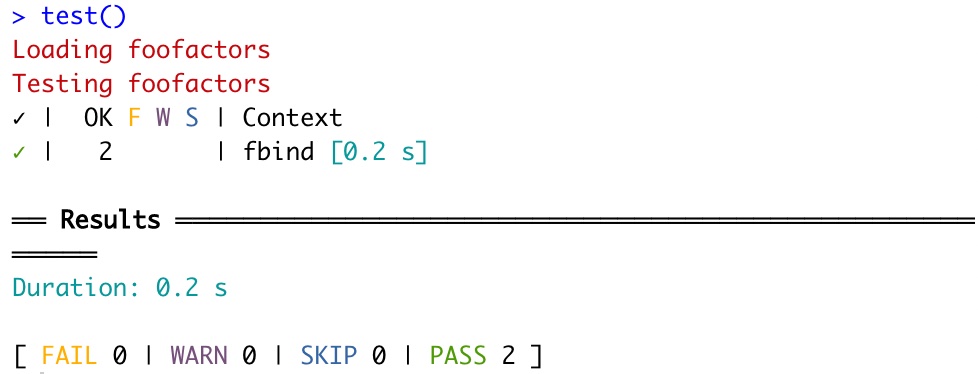 > test()
Loading foofactors
Testing foofactors
✓ |  OK F W S | Context
✓ |   2       | fbind [0.2 s]
══ Results ═════════════════════════════════════════════════════════
══════
Duration: 0.2 s
[ FAIL 0 | WARN 0 | SKIP 0 | PASS 2 ]